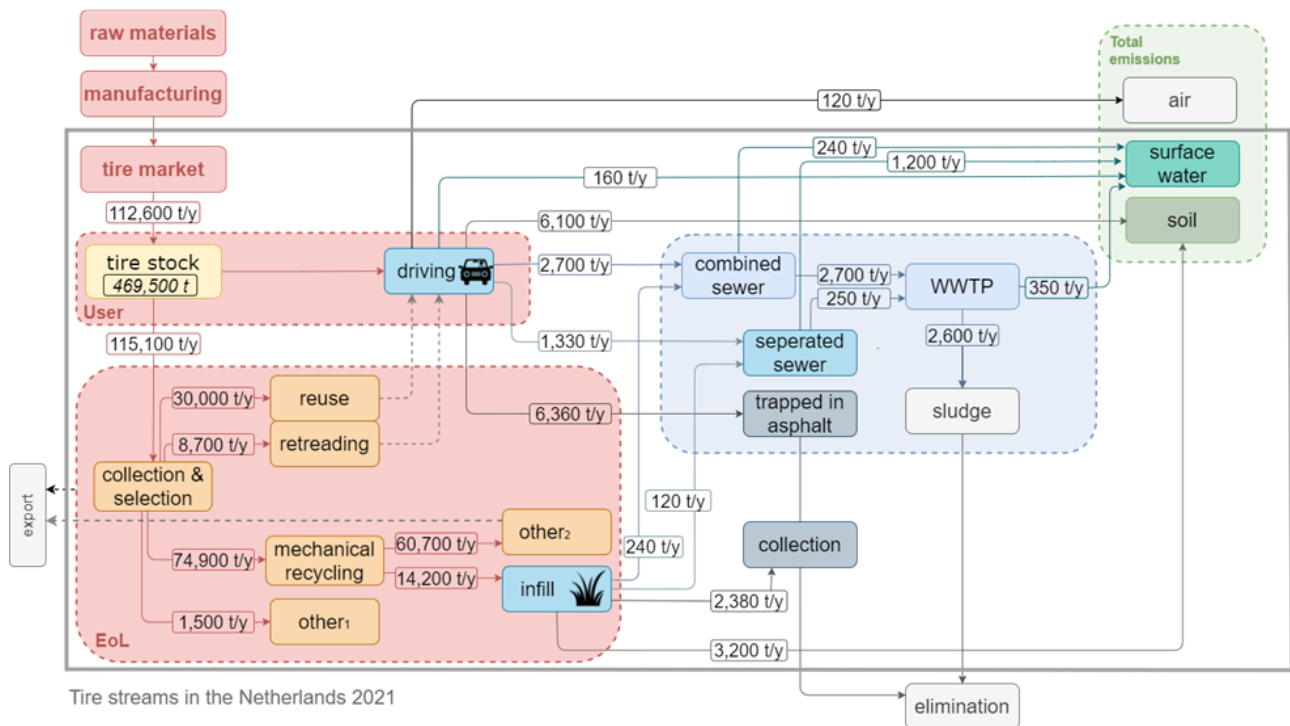 raw materials
Total
emissions
manufacturing
120 t/y
air
tire market
240 t/y
1,200 t/y
surface
water
160 t/y
112,600 t/y
6,100 t/y
soil
tire stock
469,500 t
driving
2,700 t/y
combined
sewer
2,700 t/y
250 t/y
WWTP
350 t/y
User
115,100 t/y
1,330 t/y
seperated
sewer
2,600 t/y
30,000 t/y
reuse
8,700 t/y
retreading
6,360 t/y
trapped in
asphalt
sludge
collection &
selection
export
120 t/y
other2
60,700 t/y
74,900 t/y
mechanical
recycling
240 t/y
collection
14,200 t/y
infill
2,380 t/y
1,500 t/y
other1
EoL
3,200 t/y
Tire streams in the Netherlands 2021
elimination